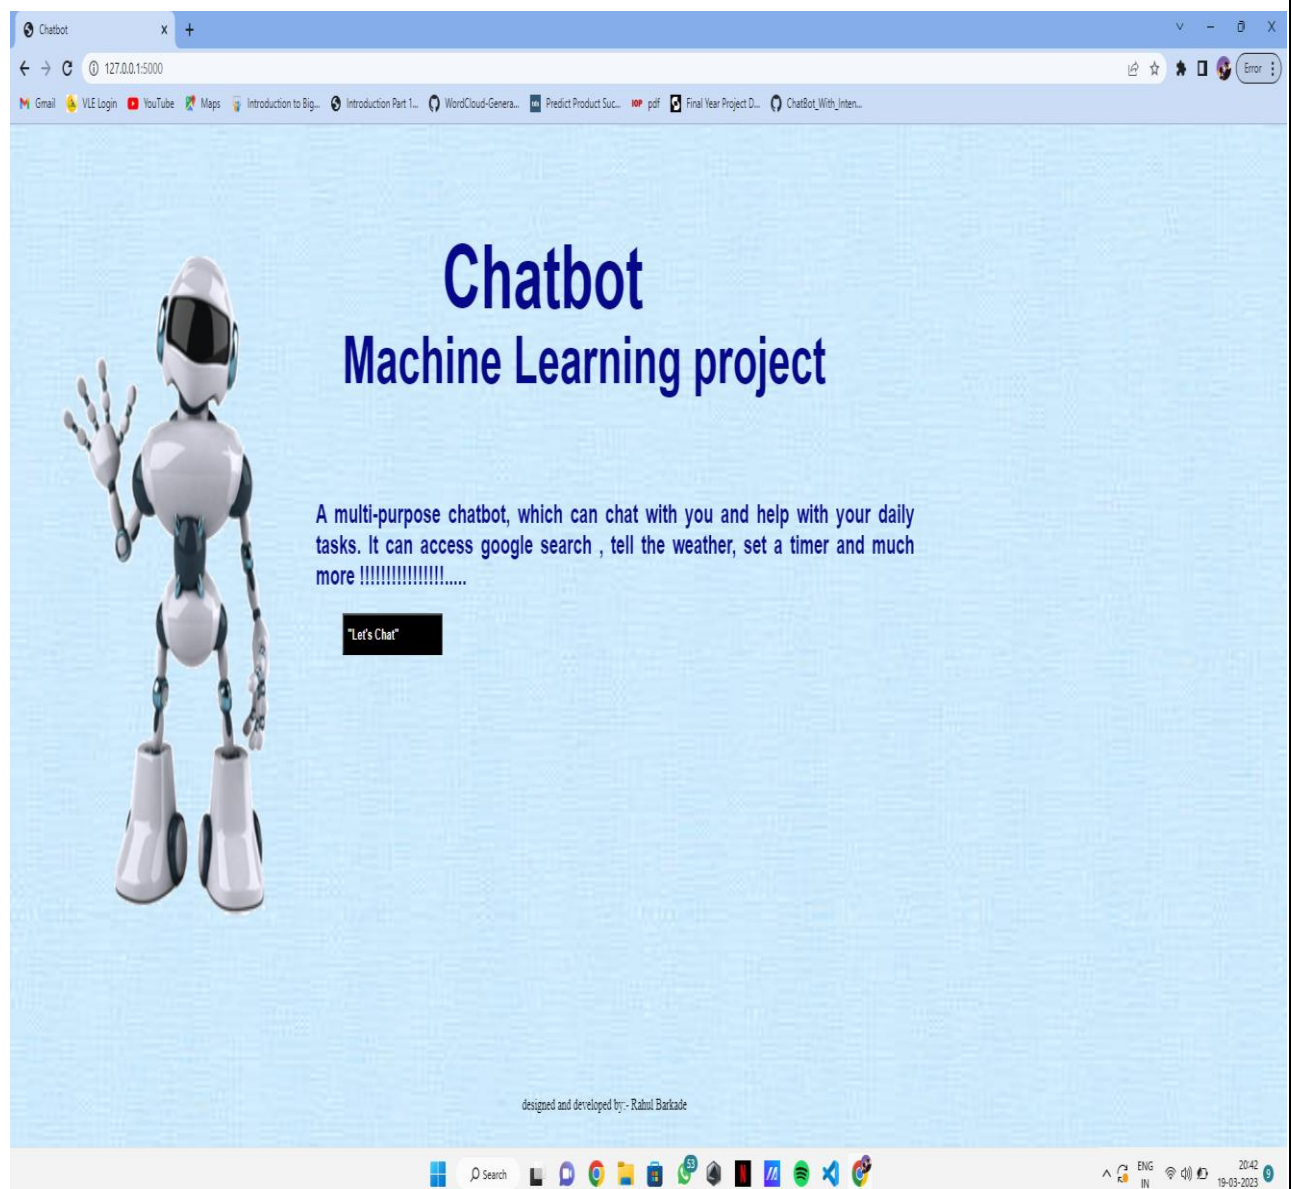 Chatbot
127.0.0.1:5000
Error
Gmail VLE Login YouTube Maps Introduction to Big... Introduction Part 1... WordCloud-Genera... Predict Product Suc... IOP pdf Final Year Project D... ChatBot_With_Inten...
Chatbot
Machine Learning project
A multi-purpose chatbot, which can chat with you and help with your daily
tasks. It can access google search , tell the weather, set a timer and much
more !!!!!!!!!!!!!!!!.....
"Let's Chat"
designed and developed by:- Rahul Barkade
Search
53
ENG
IN
20:42
19-03-2023
9